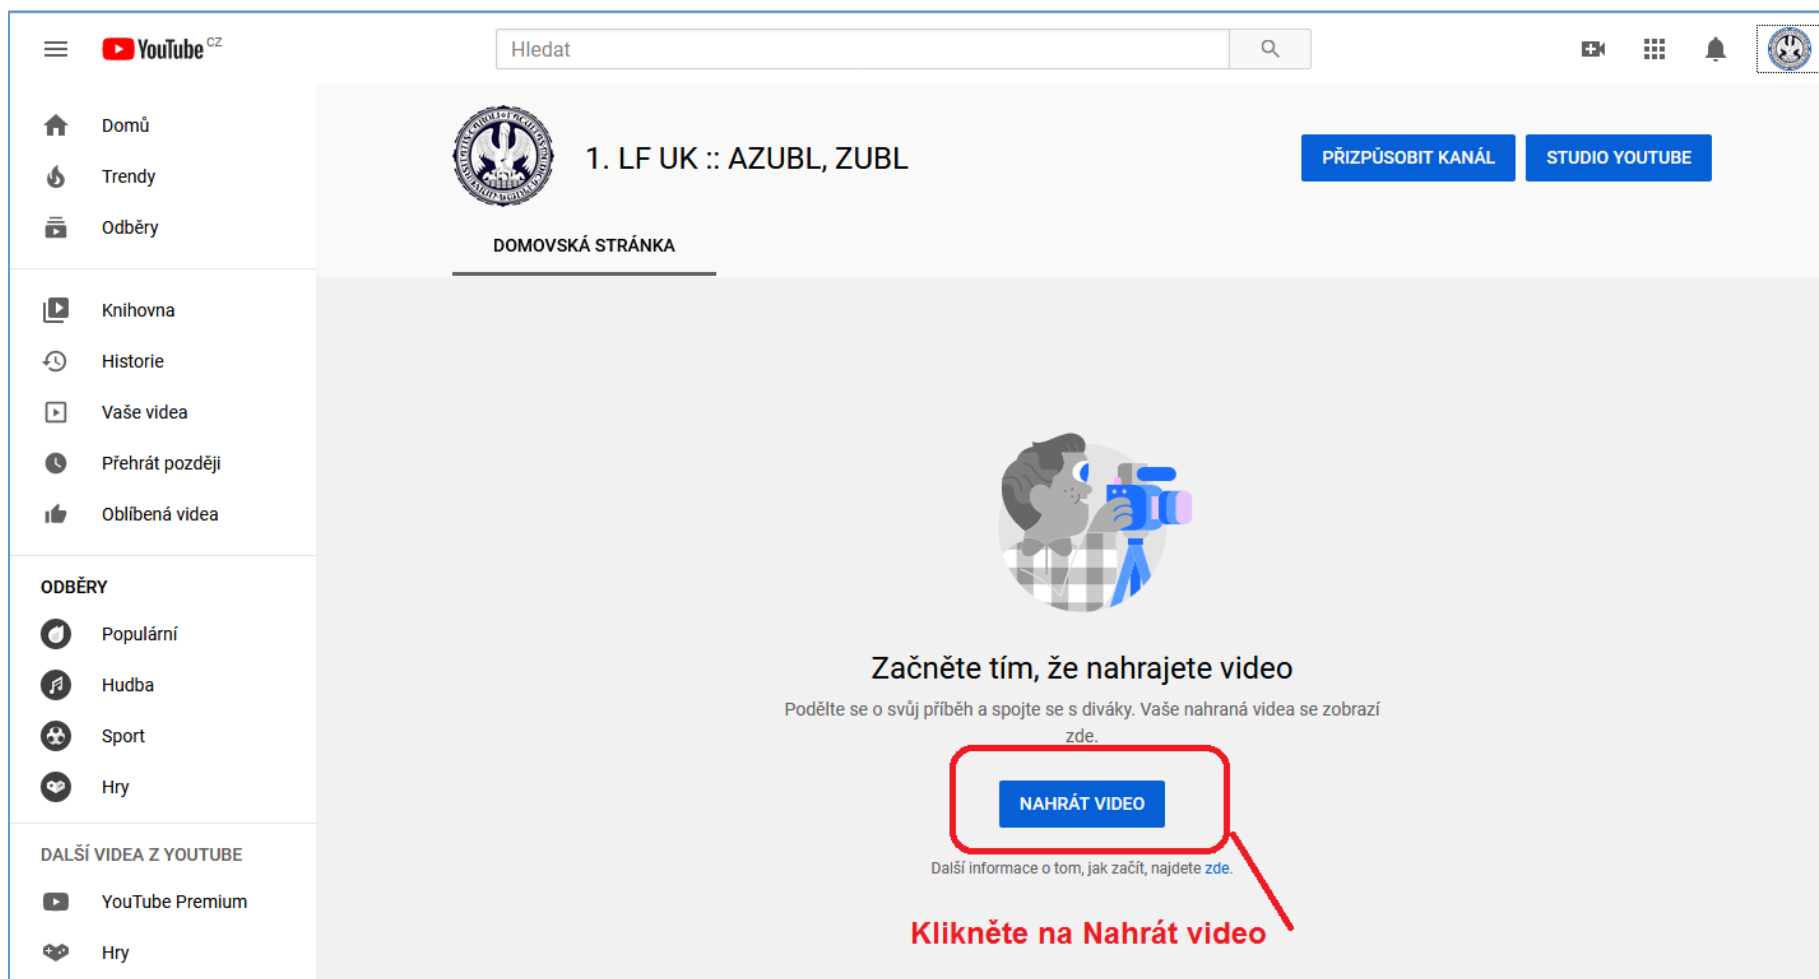 YouTube CZ
Hledat
Domů
Trendy
Odběry
Knihovna
Historie
Vaše videa
Přehrát později
Oblíbená videa
ODBĚRY
Populární
Hudba
Sport
Hry
DALŠÍ VIDEA Z YOUTUBE
YouTube Premium
Hry
1. LF UK :: AZUBL, ZUBL
PŘIZPŮSOBIT KANÁL
STUDIO YOUTUBE
DOMOVSKÁ STRÁNKA
Začněte tím, že nahrajete video
Podělte se o svůj příběh a spojte se s diváky. Vaše nahraná videa se zobrazí
zde.
NAHRÁT VIDEO
Další informace o tom, jak začít, najdete zde.
Klikněte na Nahrát video